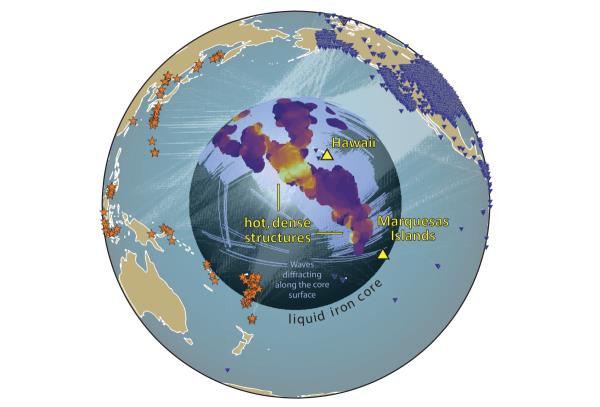 Hawaii
hot, dense
structures
Marquesas
Islands
Waves
diffracting
along the core
surface
liquid iron core